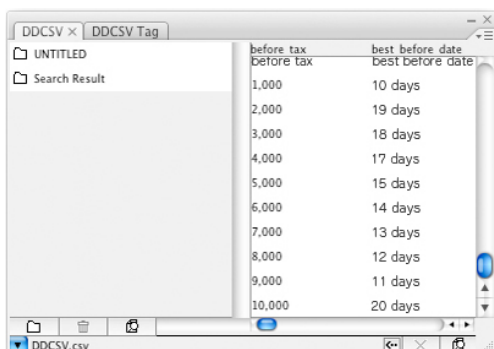 DDCSV × DDCSV Tag
UNTITLED
Search Result
before tax best before date
before tax best before date
1,000 10 days
2,000 19 days
3,000 18 days
4,000 17 days
5,000 15 days
6,000 14 days
7,000 13 days
8,000 12 days
9,000 11 days
10,000 20 days
DDCSV.csv